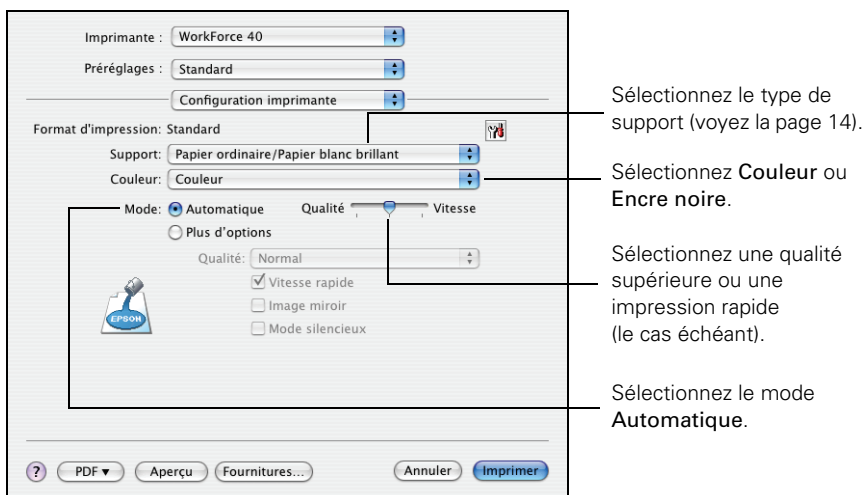 Imprimante : WorkForce 40
Préréglages : Standard
Configuration imprimante
Format d'impression: Standard
Support: Papier ordinaire/Papier blanc brillant
Couleur: Couleur
Mode: Automatique Qualité Vitesse
Plus d'options
Qualité: Normal
Vitesse rapide
Image miroir
Mode silencieux
EPSON
? PDF▼ Aperçu Fournitures... Annuler Imprimer
Sélectionnez le type de
support (voyez la page 14).
Sélectionnez Couleur ou
Encre noire.
Sélectionnez une qualité
supérieure ou une
impression rapide
(le cas échéant).
Sélectionnez le mode
Automatique.